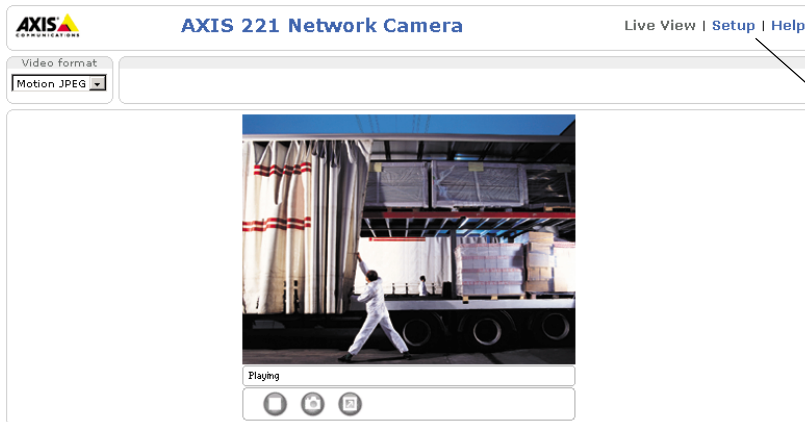 AXIS
COMMUNICATIONS
AXIS 221 Network Camera
Live View | Setup | Help
Video format
Motion JPEG
Playing